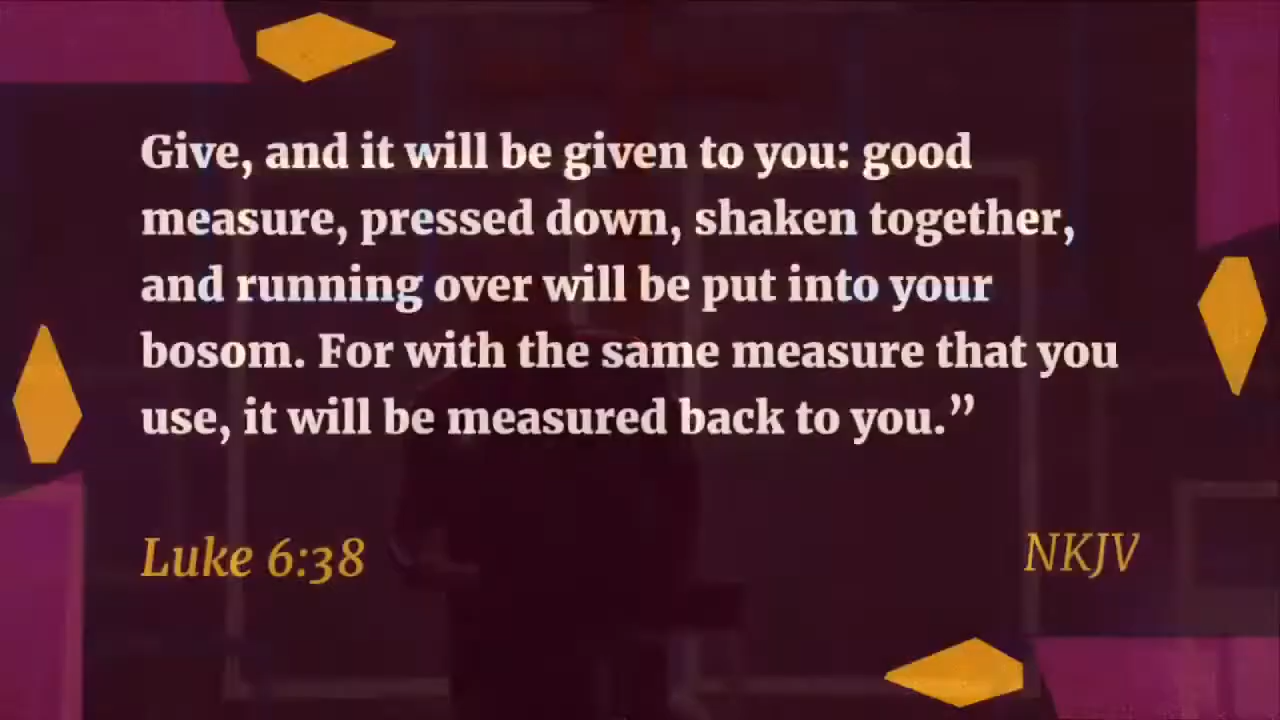 Give, and it will be given to you: good
measure, pressed down, shaken together,
and running over will be put into your
bosom. For with the same measure that you
use, it will be measured back to you.”
Luke 6:38
NKJV